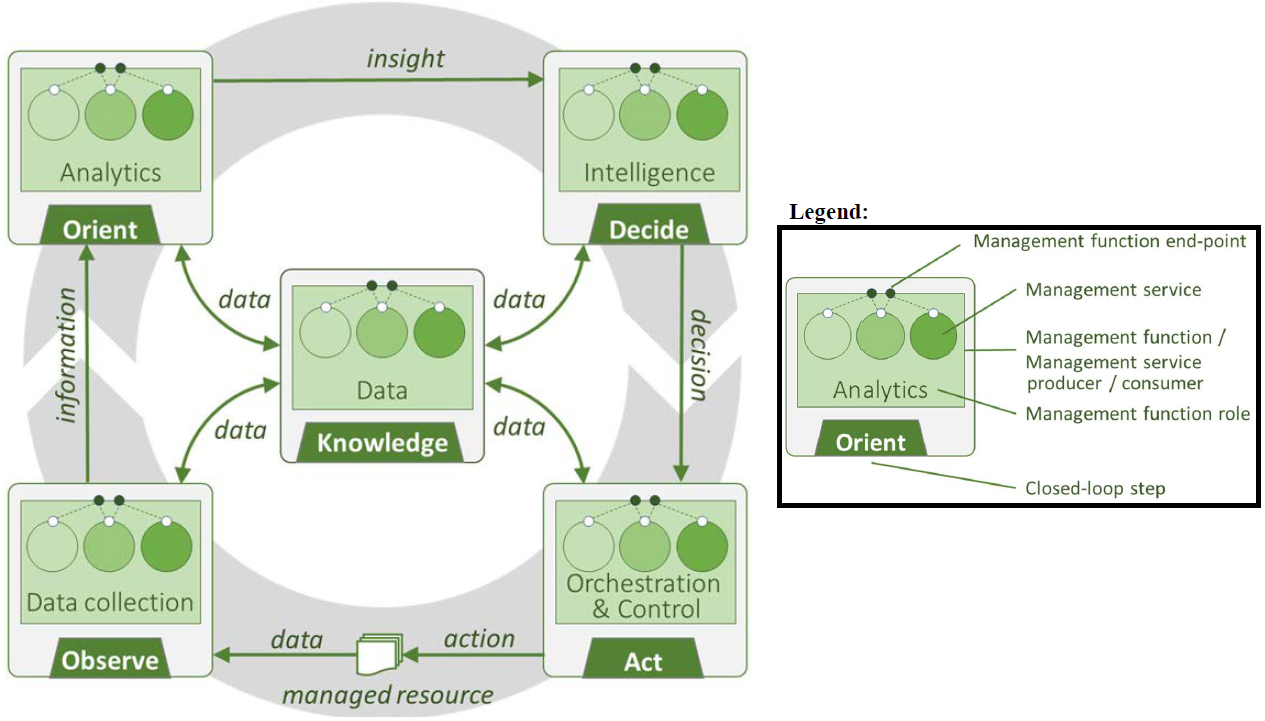 insight
Analytics
Orient
Intelligence
Decide
data
data
Data
Knowledge
information
decision
data
data
Data collection
Observe
Orchestration
& Control
Act
data
action
managed resource
Legend:
Management function end-point
Management service
Management function /
Management service
producer / consumer
Analytics
Management function role
Orient
Closed-loop step